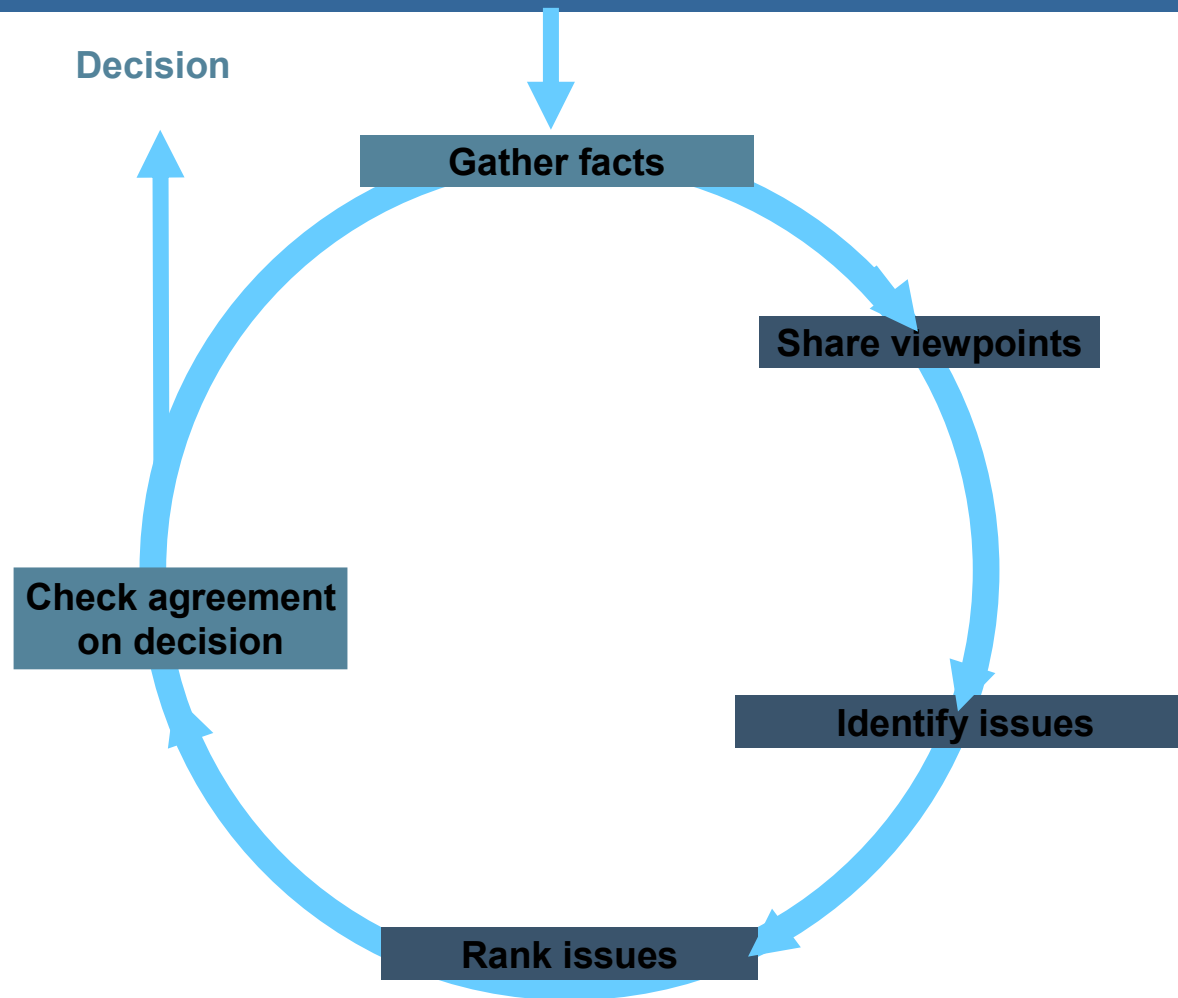 Decision
Gather facts
Share viewpoints
Identify issues
Rank issues
Check agreement
on decision